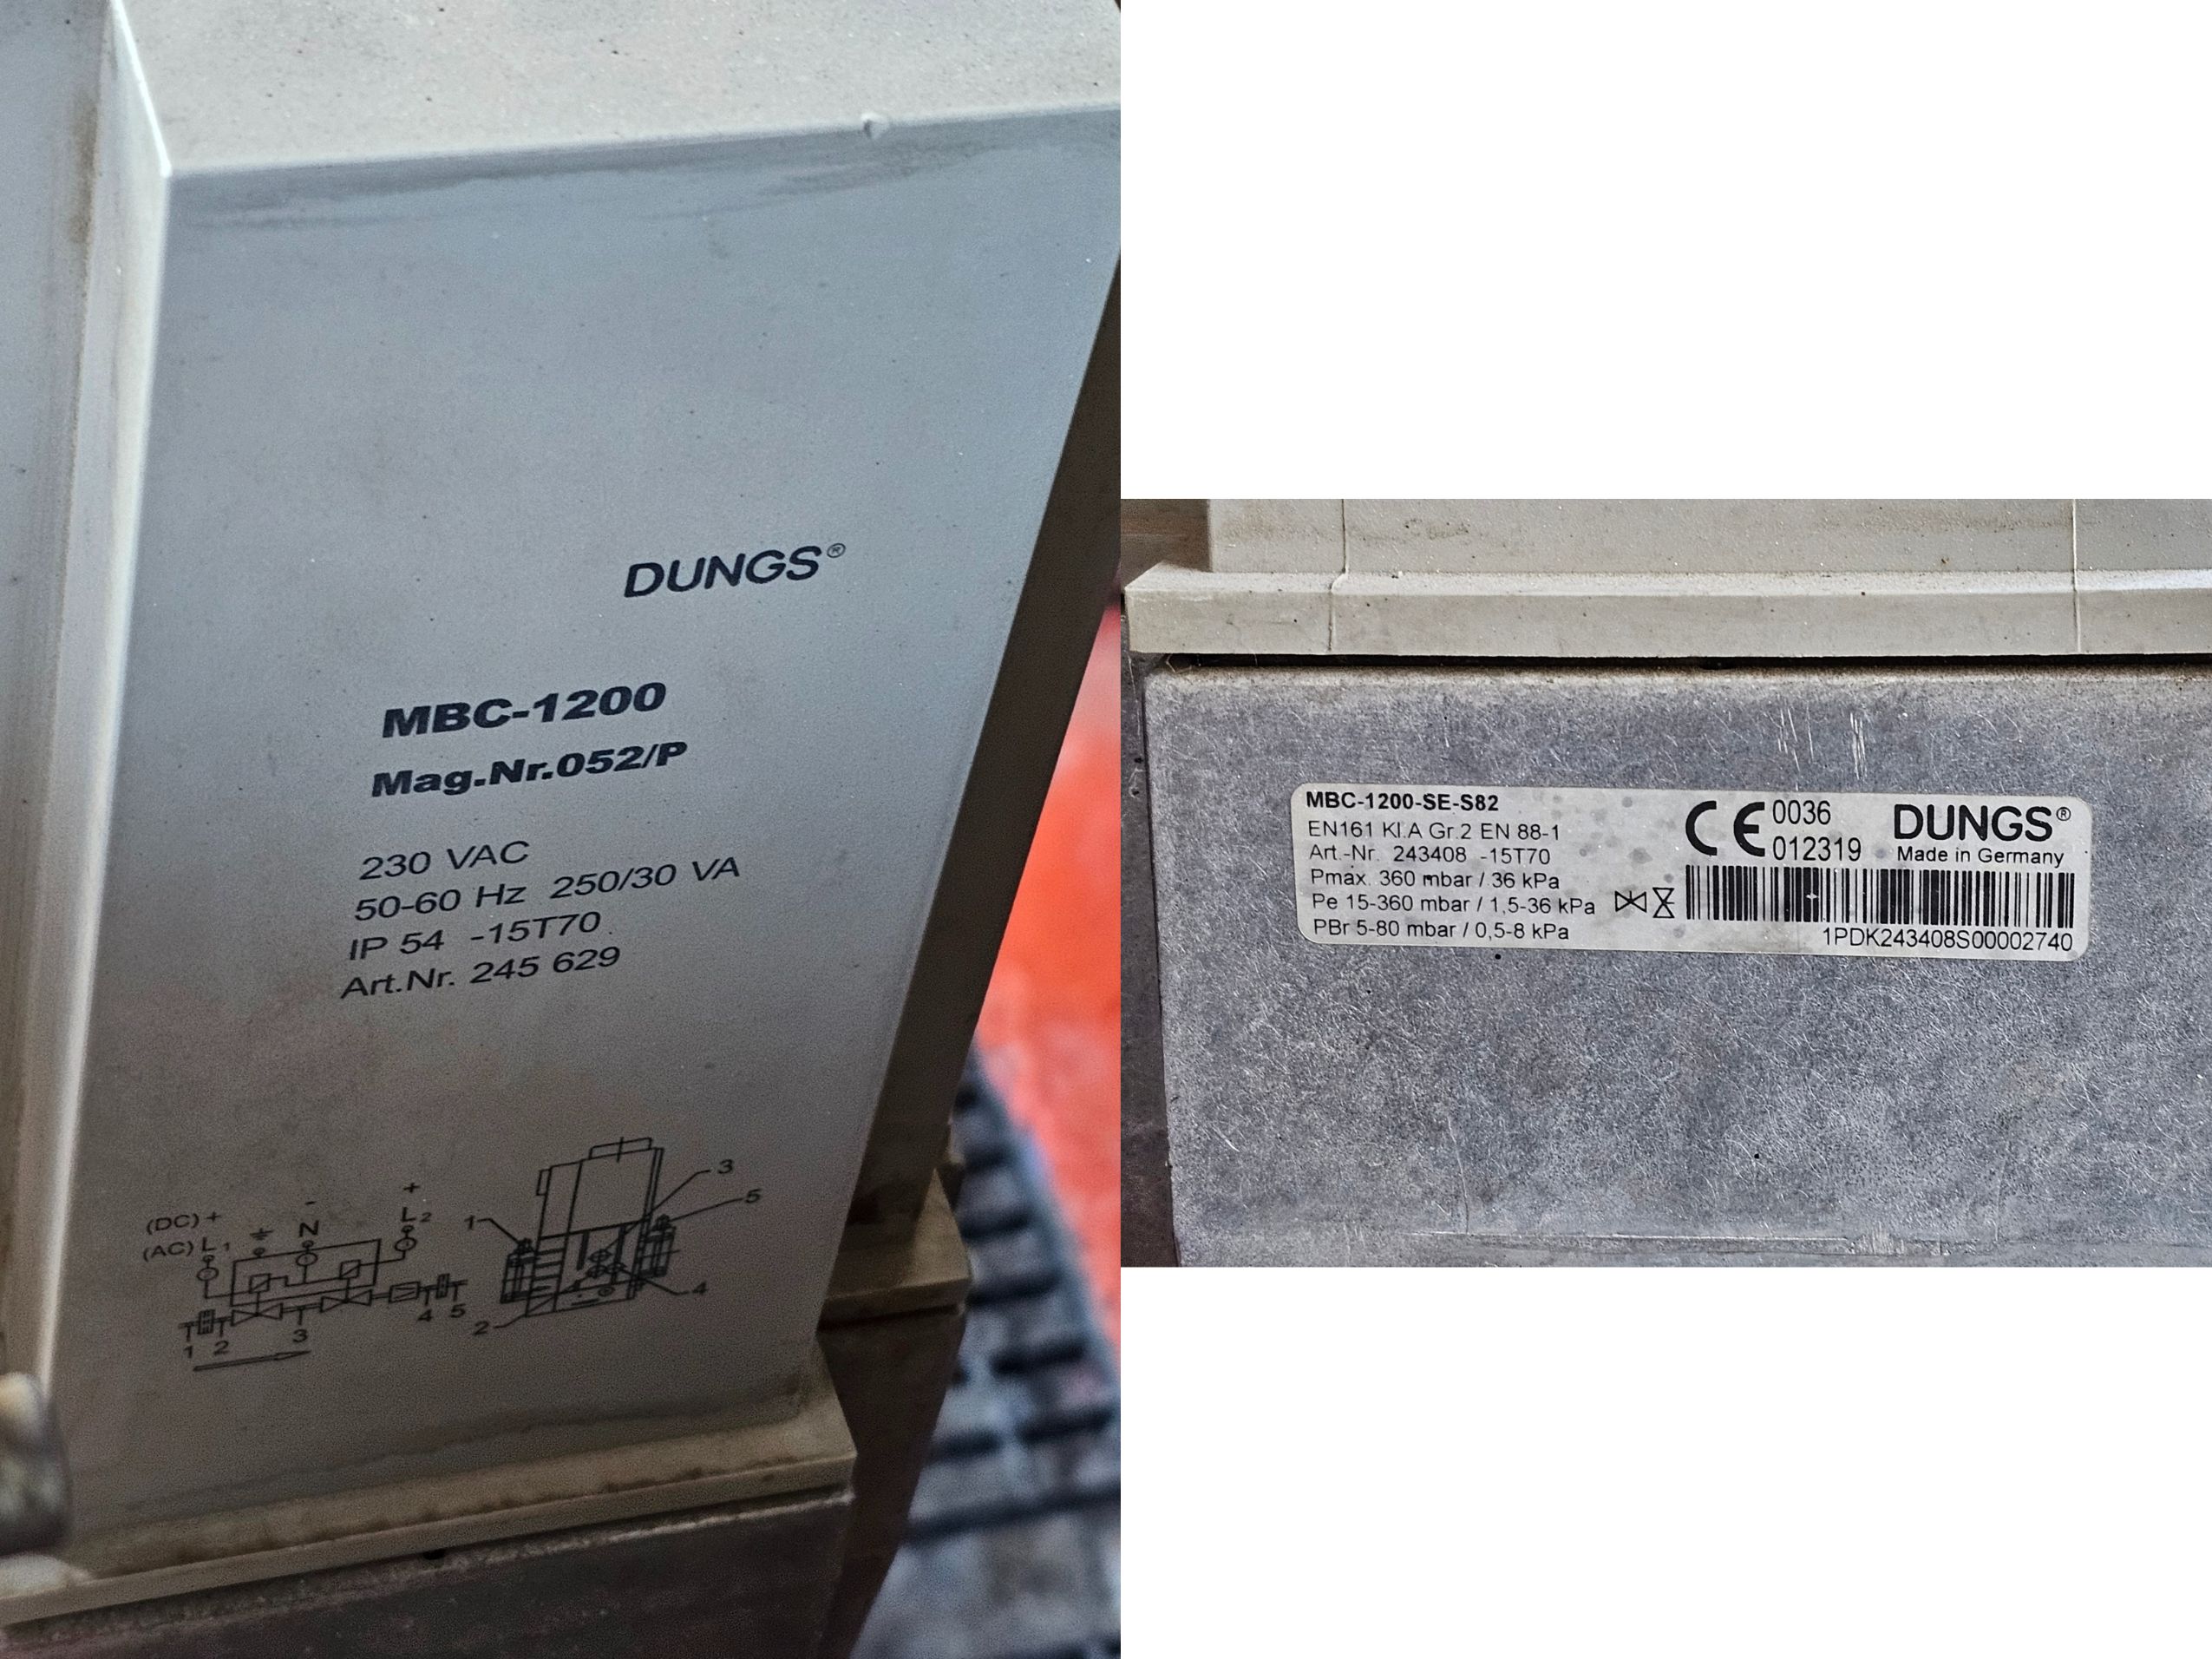 DUNGS®
MBC-1200
Mag.Nr.052/P
230 VAC
50-60 Hz 250/30 VA
IP 54 -15T70
Art.Nr. 245 629
(DC) + - +
(AC) L1 N L2
1 2 3 4 5
1 2 3 4 5
MBC-1200-SE-S82
EN161 Kl.A Gr.2 EN 88-1
Art.-Nr. 243408 -15T70
Pmax. 360 mbar / 36 kPa
Pe 15-360 mbar / 1,5-36 kPa
PBr 5-80 mbar / 0,5-8 kPa
CE 0036
012319
DUNGS®
Made in Germany
1PDK243408S00002740